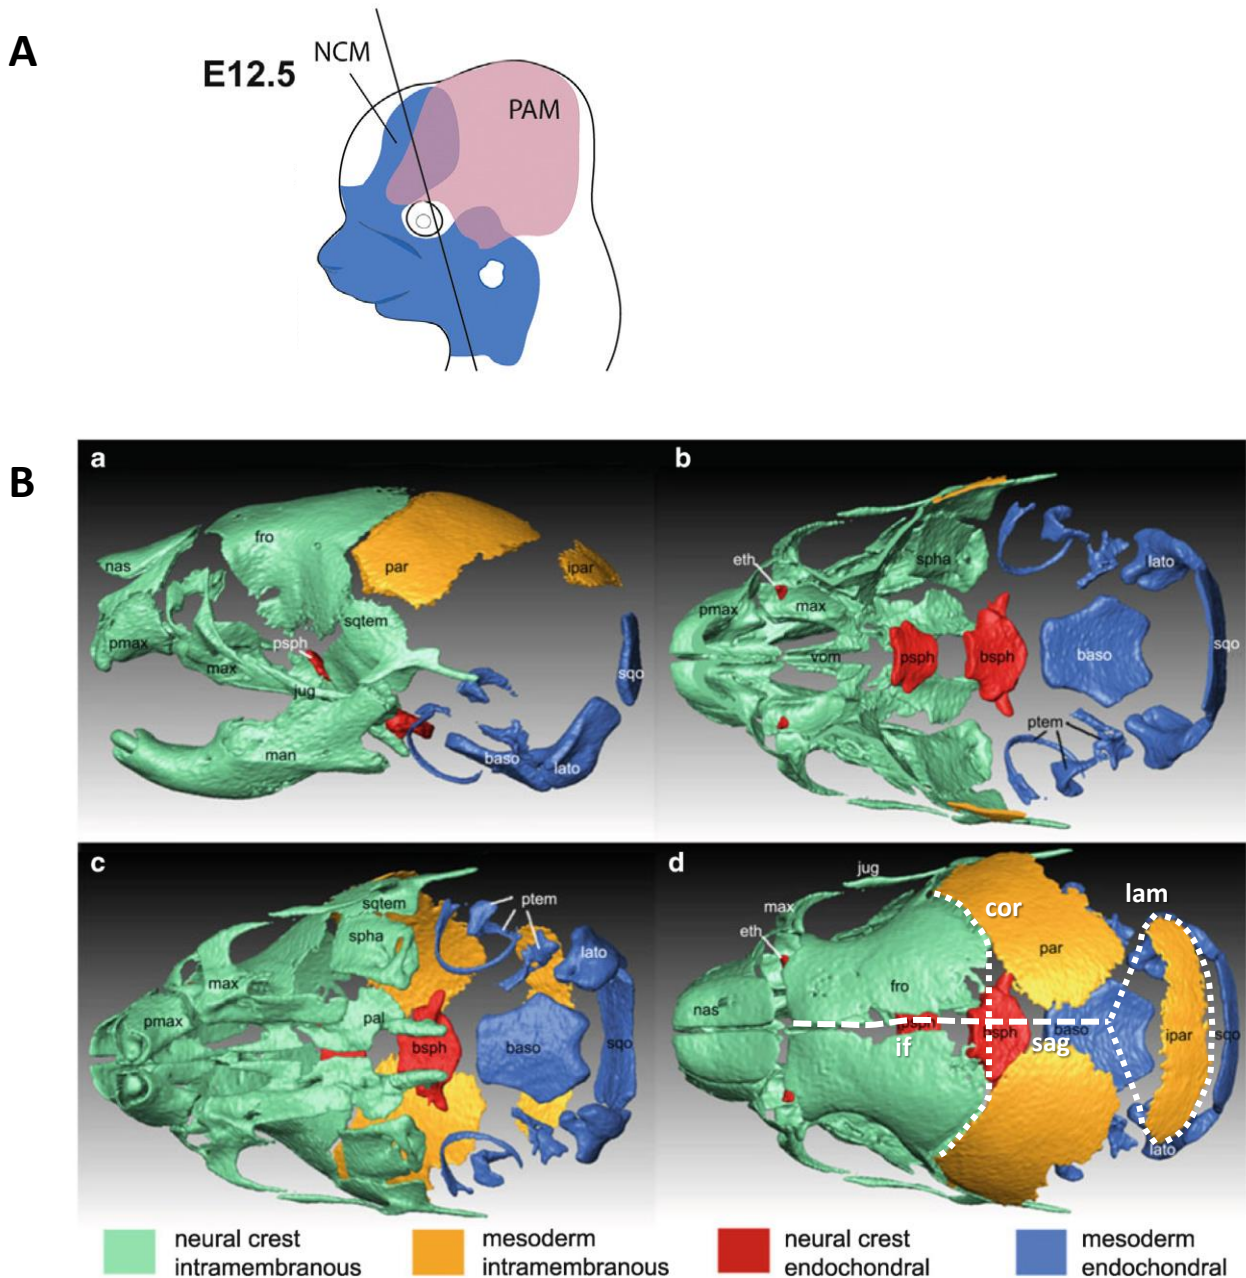 A
E12.5
NCM
PAM
B
a
fro
nas
par
ipar
pmax
sqtem
psph
max
jug
sqo
man
baso
lato
b
eth
spha
lato
pmax
max
vom
psph
bsph
baso
sqo
ptem
c
sqtem
ptem
spha
lato
max
pmax
pal
bsph
baso
sqo
d
jug
lam
max
cor
eth
par
fro
nas
bsph
baso
ipar
sqo
if
sag
lato
neural crest
intramembranous
mesoderm
intramembranous
neural crest
endochondral
mesoderm
endochondral